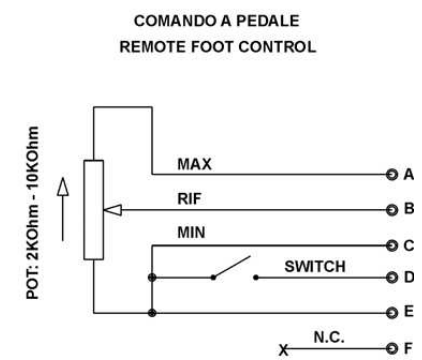 COMANDO A PEDALE
REMOTE FOOT CONTROL
POT: 2KOhm - 10KOhm
MAX
A
RIF
B
MIN
C
SWITCH
D
E
N.C.
X
F